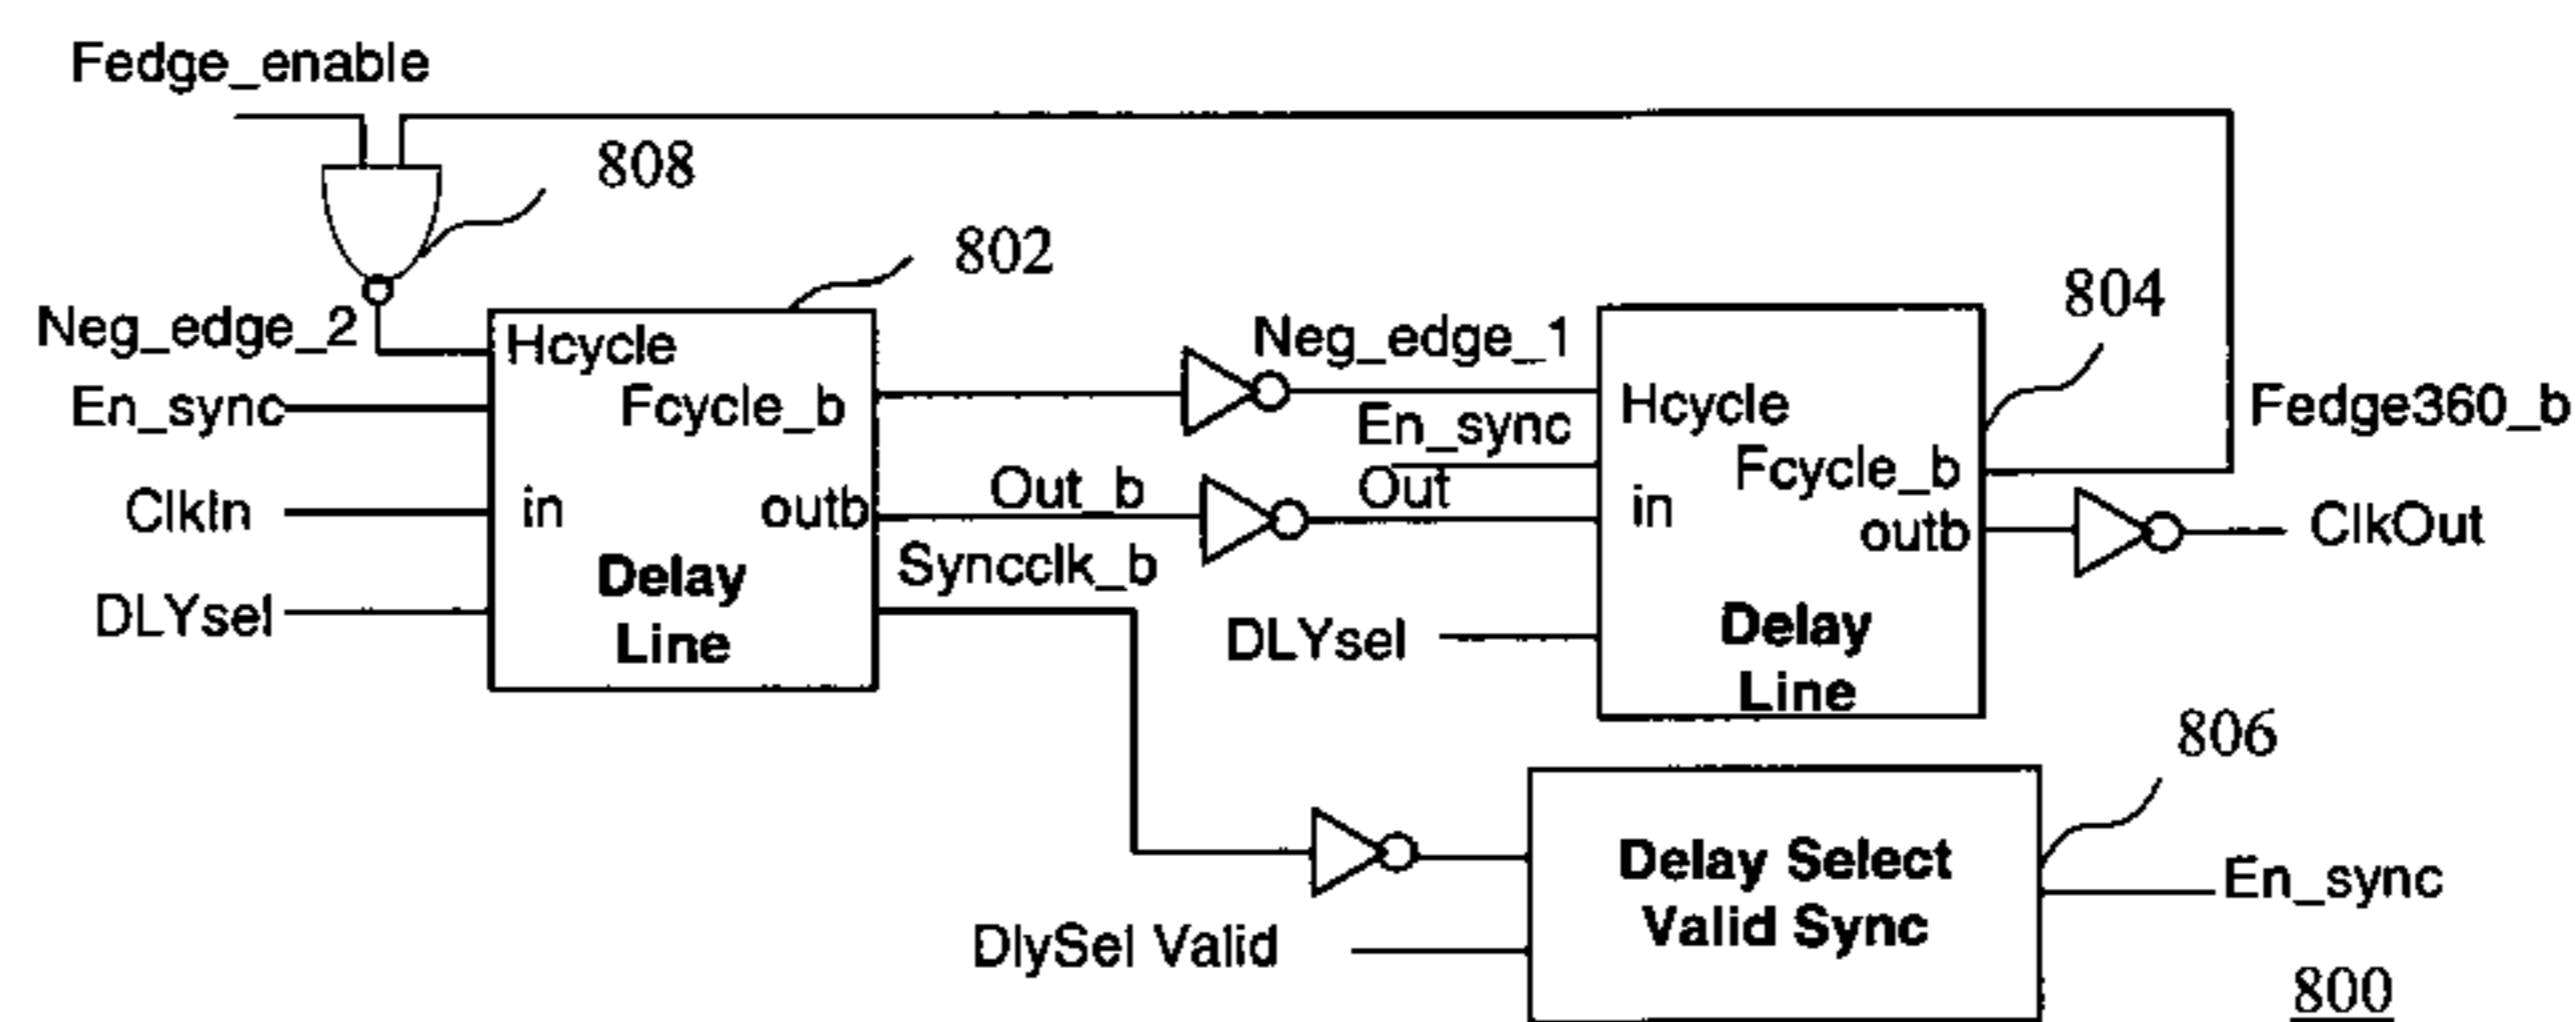 Fedge_enable
808
802
804
Neg_edge_2
Hcycle
Neg_edge_1
En_sync
Fcycle_b
Hcycle
Fedge360_b
En_sync
Fcycle_b
ClkIn
in
outb
Out_b
Out
in
outb
ClkOut
Syncclk_b
DLYsel
Delay
Line
DLYsel
Delay
Line
806
Delay Select
Valid Sync
En_sync
DlySel Valid
800